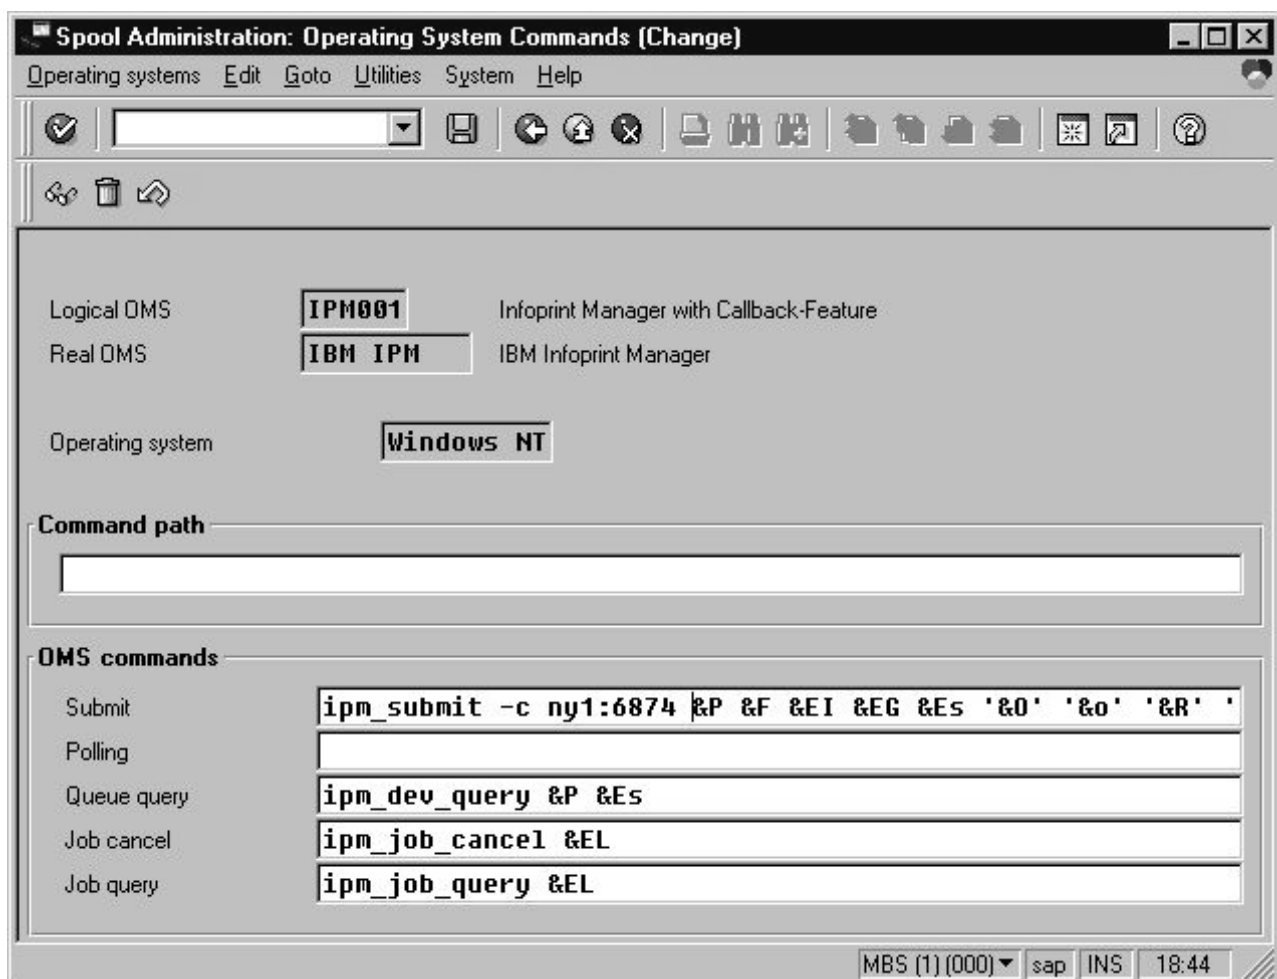 Spool Administration: Operating System Commands (Change)
Operating systems Edit Goto Utilities System Help
Logical OMS IPM001 Infoprint Manager with Callback-Feature
Real OMS IBM IPM IBM Infoprint Manager
Operating system Windows NT
Command path
OMS commands
Submit ipm_submit -c ny1:6874 &P &F &EI &EG &Es '&O' '&o' '&R' '
Polling
Queue query ipm_dev_query &P &Es
Job cancel ipm_job_cancel &EL
Job query ipm_job_query &EL
MBS (1) (000) sap INS 18:44